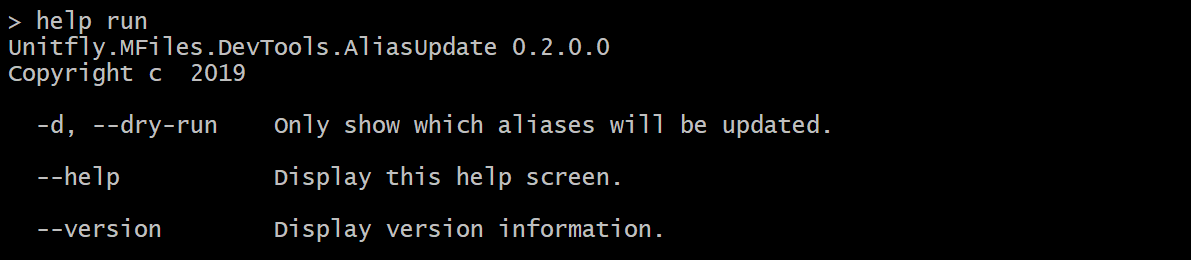 > help run
Unitfly.MFiles.DevTools.AliasUpdate 0.2.0.0
Copyright c  2019
-d, --dry-run    Only show which aliases will be updated.
--help           Display this help screen.
--version        Display version information.